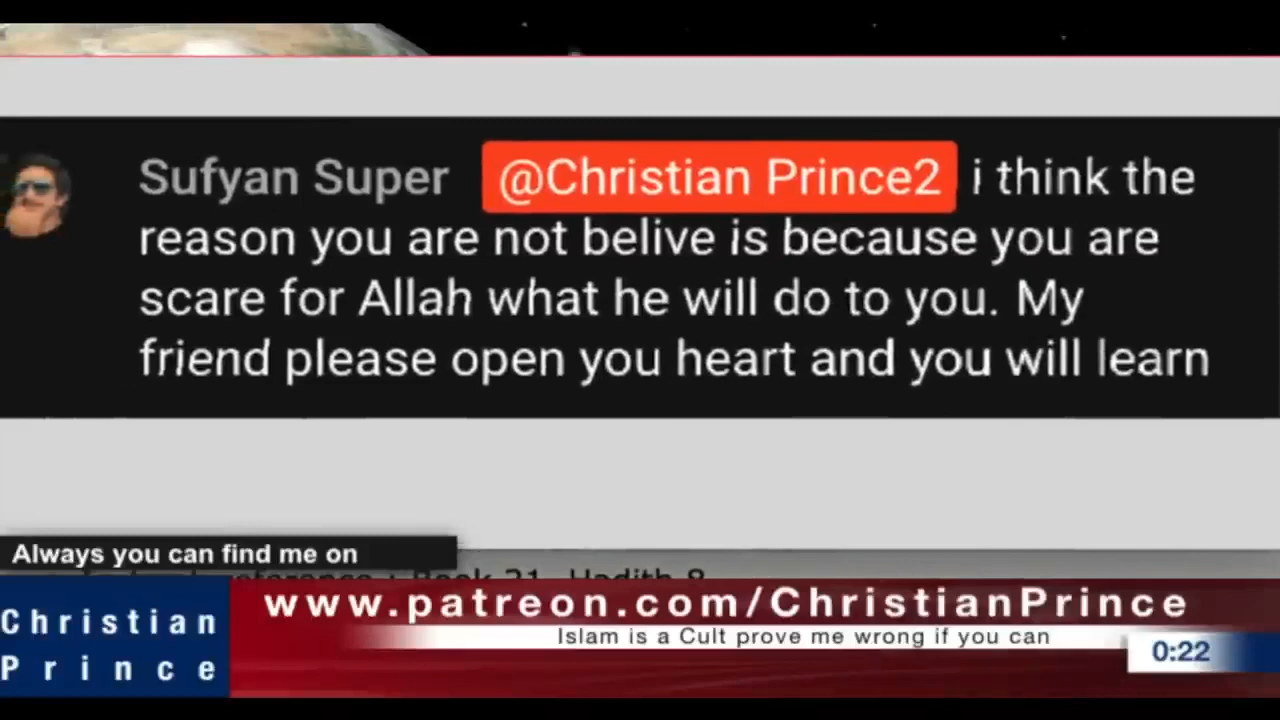 Sufyan Super @Christian Prince2 i think the
reason you are not belive is because you are
scare for Allah what he will do to you. My
friend please open you heart and you will learn
Always you can find me on
Book 21, Hadith 8
www.patreon.com/ChristianPrince
Christian
Prince
Islam is a Cult prove me wrong if you can
0:22